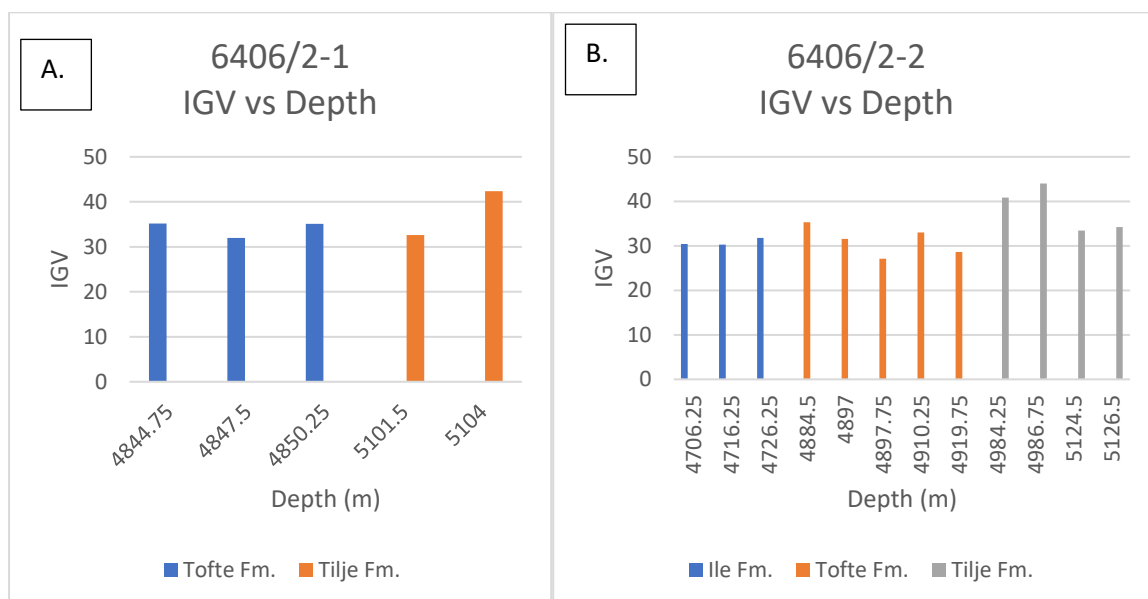 A.
6406/2-1
IGV vs Depth
50
40
30
20
10
0
IGV
4844.75
4847.5
4850.25
5101.5
5104
Depth (m)
Tofte Fm.
Tilje Fm.
B.
6406/2-2
IGV vs Depth
50
40
30
20
10
0
IGV
4706.25
4716.25
4726.25
4884.5
4897
4897.75
4910.25
4919.75
4984.25
4986.75
5124.5
5126.5
Depth (m)
Ile Fm.
Tofte Fm.
Tilje Fm.